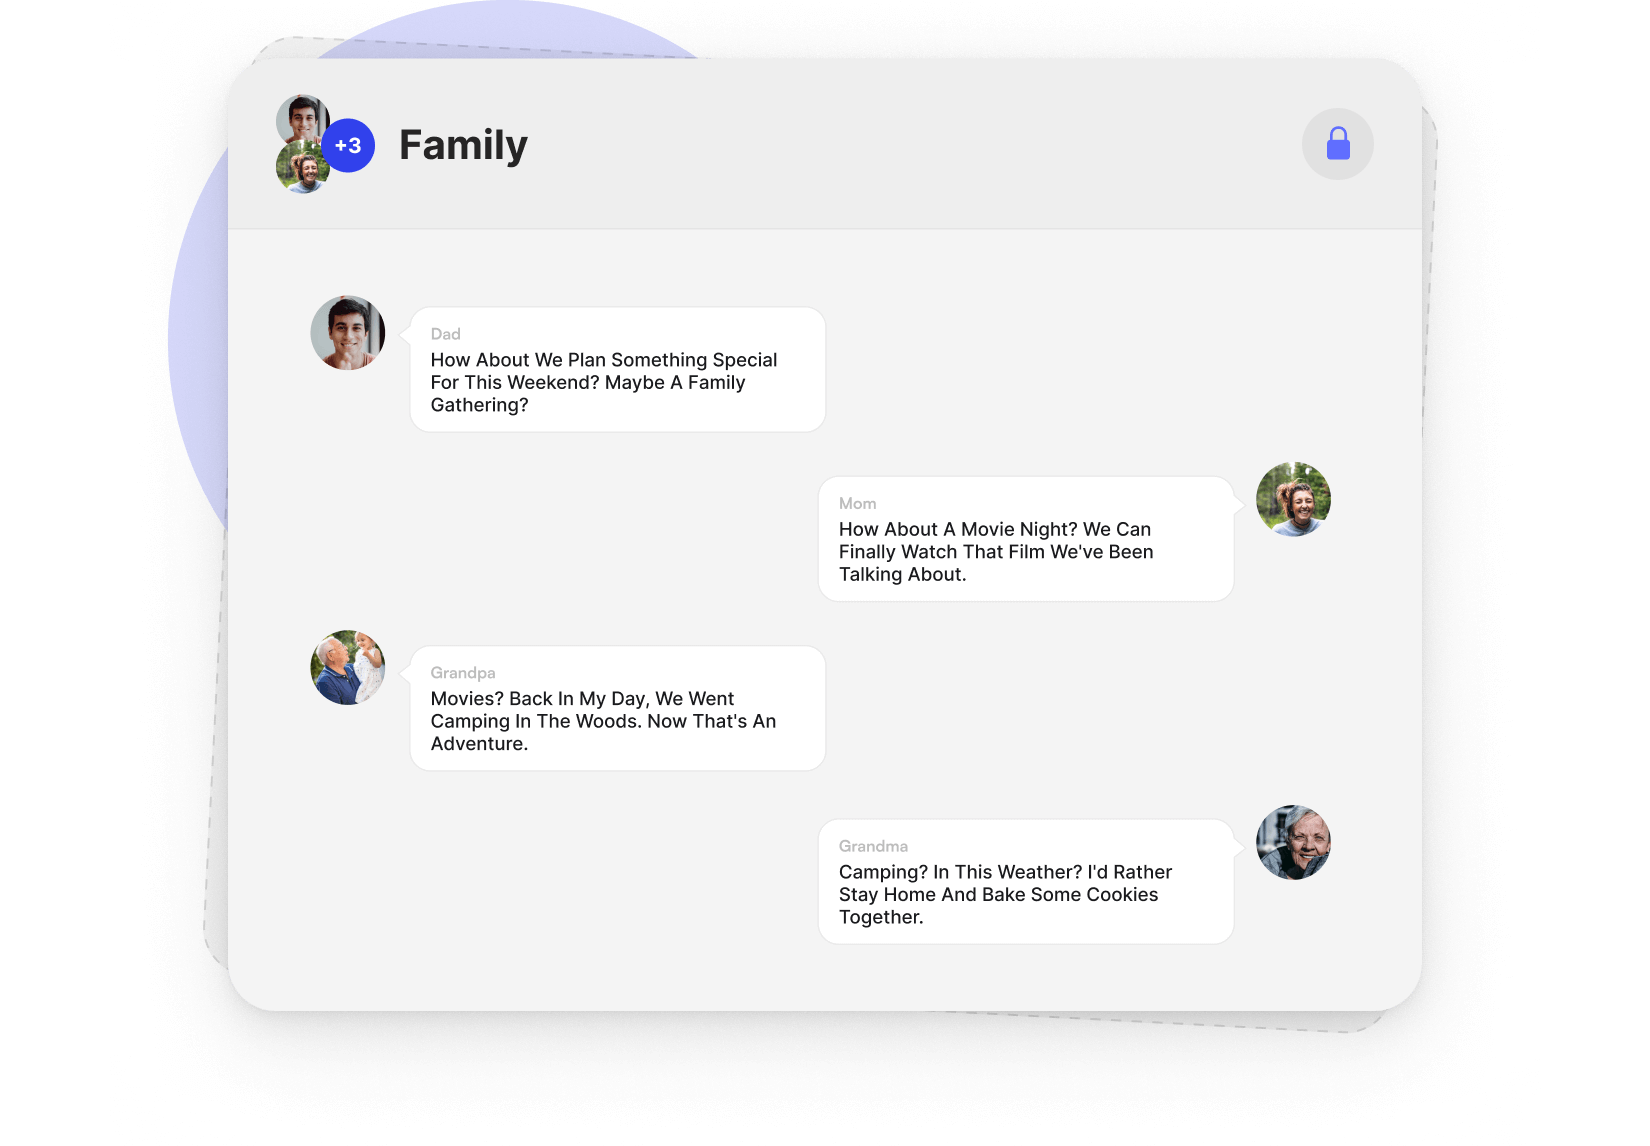 +3
Family
Dad
How About We Plan Something Special
For This Weekend? Maybe A Family
Gathering?
Mom
How About A Movie Night? We Can
Finally Watch That Film We've Been
Talking About.
Grandpa
Movies? Back In My Day, We Went
Camping In The Woods. Now That's An
Adventure.
Grandma
Camping? In This Weather? I'd Rather
Stay Home And Bake Some Cookies
Together.